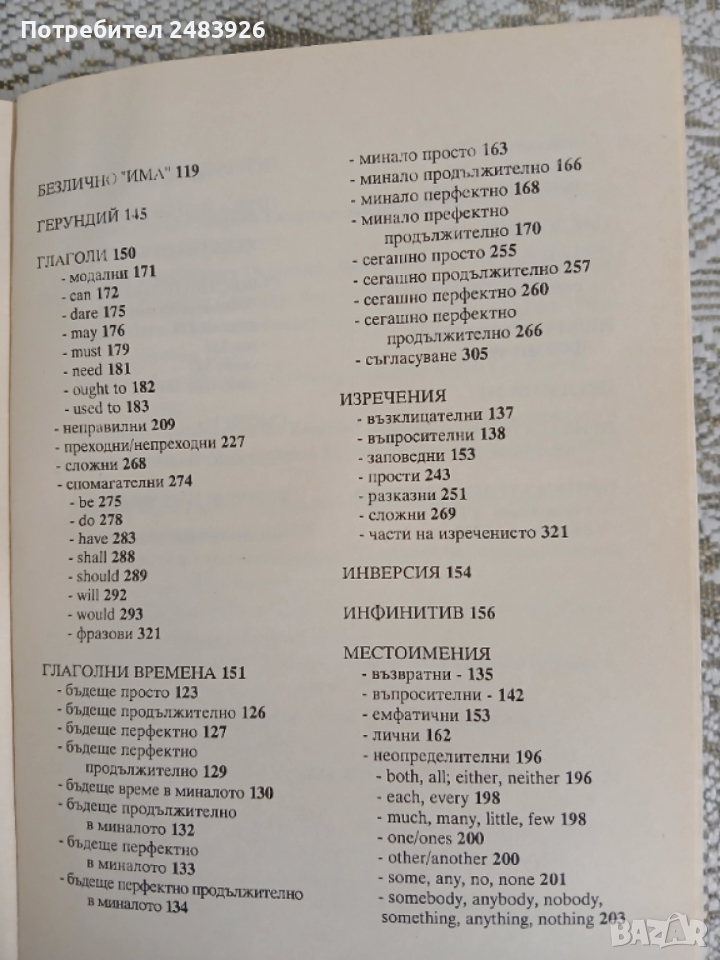 Потребител 2483926
БЕЗЛИЧНО "ИМА" 119
ГЕРУНДИЙ 145
ГЛАГОЛИ 150
- модални 171
- can 172
- dare 175
- may 176
- must 179
- need 181
- ought to 182
- used to 183
- неправилни 209
- преходни/непреходни 227
- сложни 268
- спомагателни 274
- be 275
- do 278
- have 283
- shall 288
- should 289
- will 292
- would 293
- фразови 321
ГЛАГОЛНИ ВРЕМЕНА 151
- бъдеще просто 123
- бъдеще продължително 126
- бъдеще перфектно 127
- бъдеще перфектно
продължително 129
- бъдеще време в миналото 130
- бъдеще продължително
в миналото 132
- бъдеще перфектно
в миналото 133
- бъдеще перфектно продължително
в миналото 134
- минало просто 163
- минало продължително 166
- минало перфектно 168
- минало префектно
продължително 170
- сегашно просто 255
- сегашно продължително 257
- сегашно перфектно 260
- сегашно перфектно
продължително 266
- съгласуване 305
ИЗРЕЧЕНИЯ
- възклицателни 137
- въпросителни 138
- заповедни 153
- прости 243
- разказни 251
- сложни 269
- части на изречението 321
ИНВЕРСИЯ 154
ИНФИНИТИВ 156
МЕСТОИМЕНИЯ
- възвратни - 135
- въпросителни - 142
- емфатични 153
- лични 162
- неопределителни 196
- both, all; either, neither 196
- each, every 198
- much, many, little, few 198
- one/ones 200
- other/another 200
- some, any, no, none 201
- somebody, anybody, nobody,
something, anything, nothing 203
BAZAR